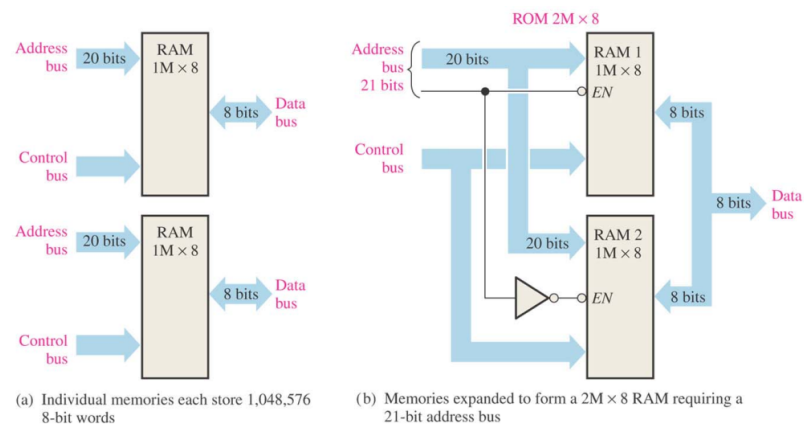 Address
bus
20 bits
RAM
1M × 8
8 bits
Data
bus
Control
bus
Address
bus
20 bits
RAM
1M × 8
8 bits
Data
bus
Control
bus
(a) Individual memories each store 1,048,576
8-bit words
ROM 2M × 8
Address
bus
21 bits
20 bits
RAM 1
1M × 8
EN
8 bits
Control
bus
8 bits
Data
bus
20 bits
RAM 2
1M × 8
EN
8 bits
(b) Memories expanded to form a 2M × 8 RAM requiring a
21-bit address bus